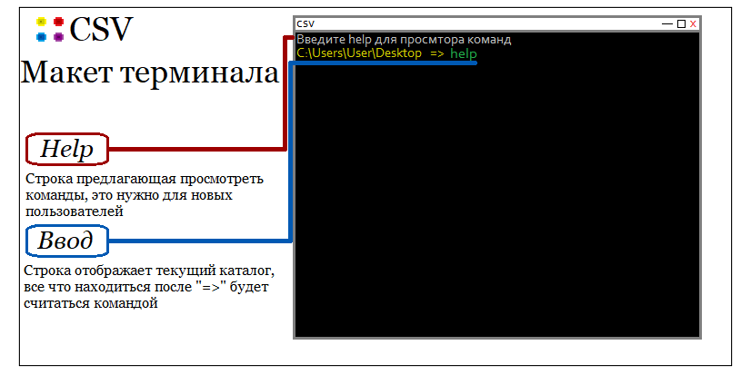 CSV
Макет терминала
Help
Строка предлагающая просмотреть
команды, это нужно для новых
пользователей
Ввод
Строка отображает текущий каталог,
все что находиться после "=>" будет
считаться командой
csv
Введите help для просмтора команд
C:\Users\User\Desktop => help